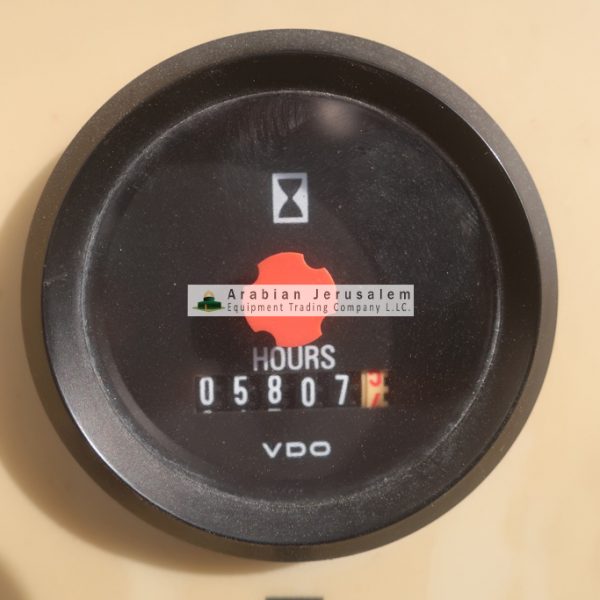 Arabian Jerusalem
Equipment Trading Company L.L.C.
HOURS
05807
VDO